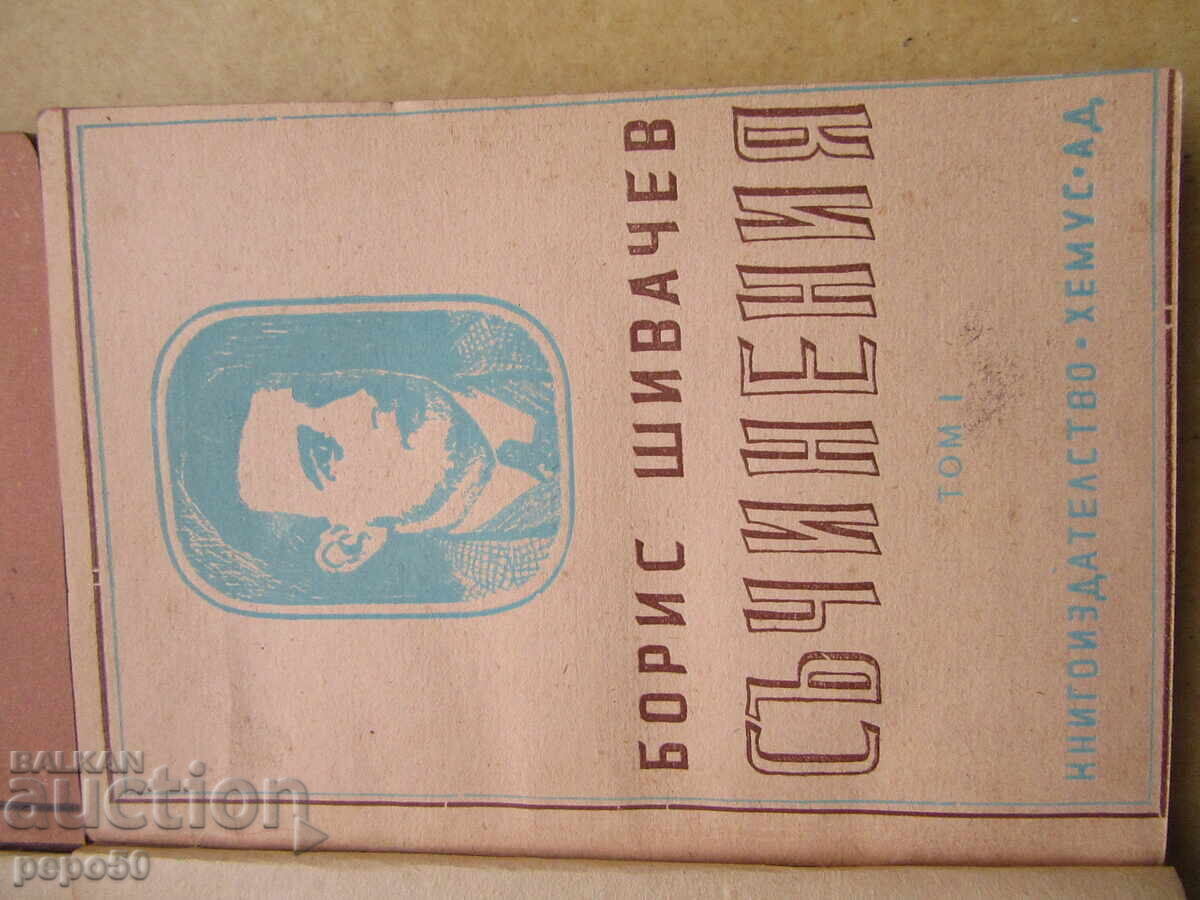 БОРИС ШИВАЧЕВ
СЪЧИНЕНИЯ
ТОМ I
КНИГОИЗДАТЕЛСТВО · ХЕМУС · АД
BALKAN
auction
pepo50